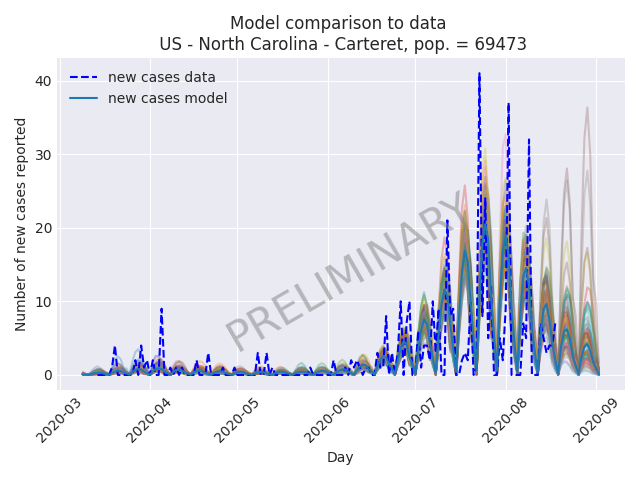 Model comparison to data
US - North Carolina - Carteret, pop. = 69473
new cases data
new cases model
PRELIMINARY
Number of new cases reported
40
30
20
10
0
2020-03
2020-04
2020-05
2020-06
2020-07
2020-08
2020-09
Day